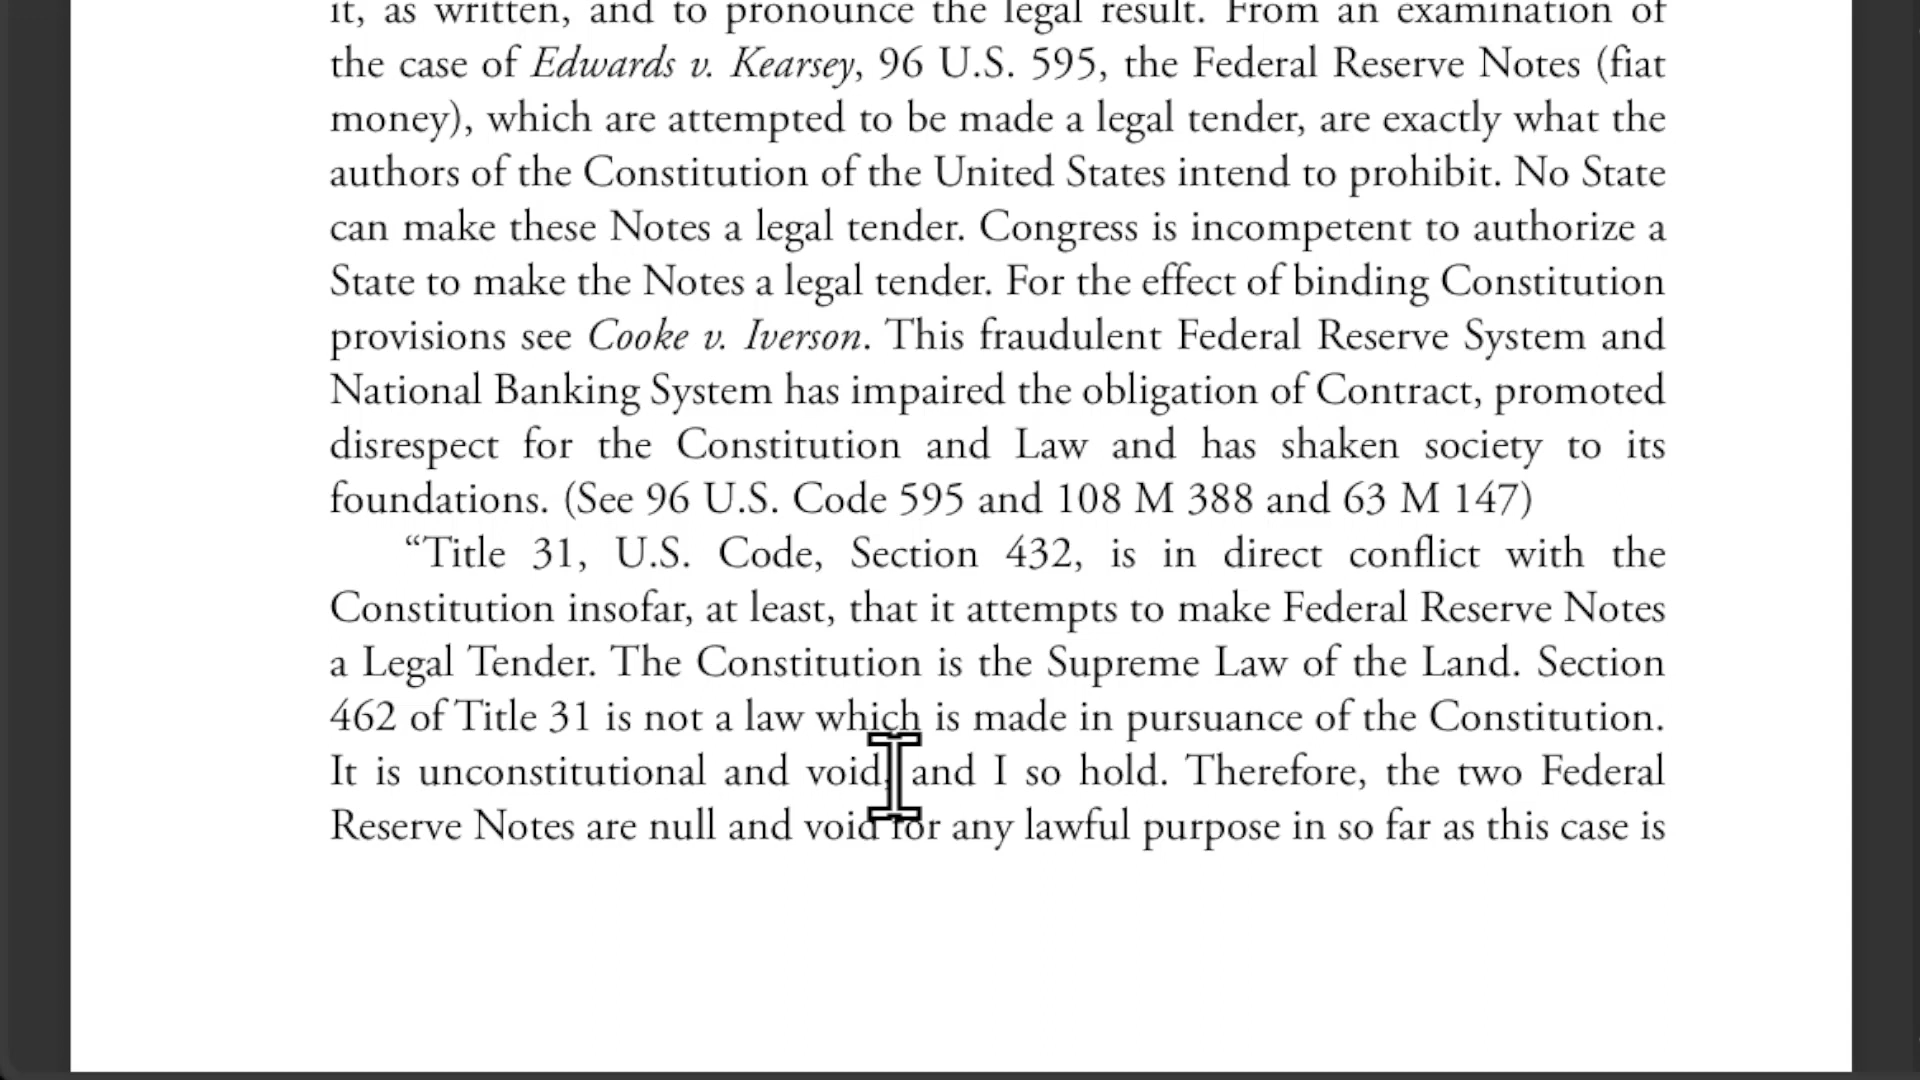 it, as written, and to pronounce the legal result. From an examination of
the case of Edwards v. Kearsey, 96 U.S. 595, the Federal Reserve Notes (fiat
money), which are attempted to be made a legal tender, are exactly what the
authors of the Constitution of the United States intend to prohibit. No State
can make these Notes a legal tender. Congress is incompetent to authorize a
State to make the Notes a legal tender. For the effect of binding Constitution
provisions see Cooke v. Iverson. This fraudulent Federal Reserve System and
National Banking System has impaired the obligation of Contract, promoted
disrespect for the Constitution and Law and has shaken society to its
foundations. (See 96 U.S. Code 595 and 108 M 388 and 63 M 147)
“Title 31, U.S. Code, Section 432, is in direct conflict with the
Constitution insofar, at least, that it attempts to make Federal Reserve Notes
a Legal Tender. The Constitution is the Supreme Law of the Land. Section
462 of Title 31 is not a law which is made in pursuance of the Constitution.
It is unconstitutional and void, and I so hold. Therefore, the two Federal
Reserve Notes are null and void for any lawful purpose in so far as this case is